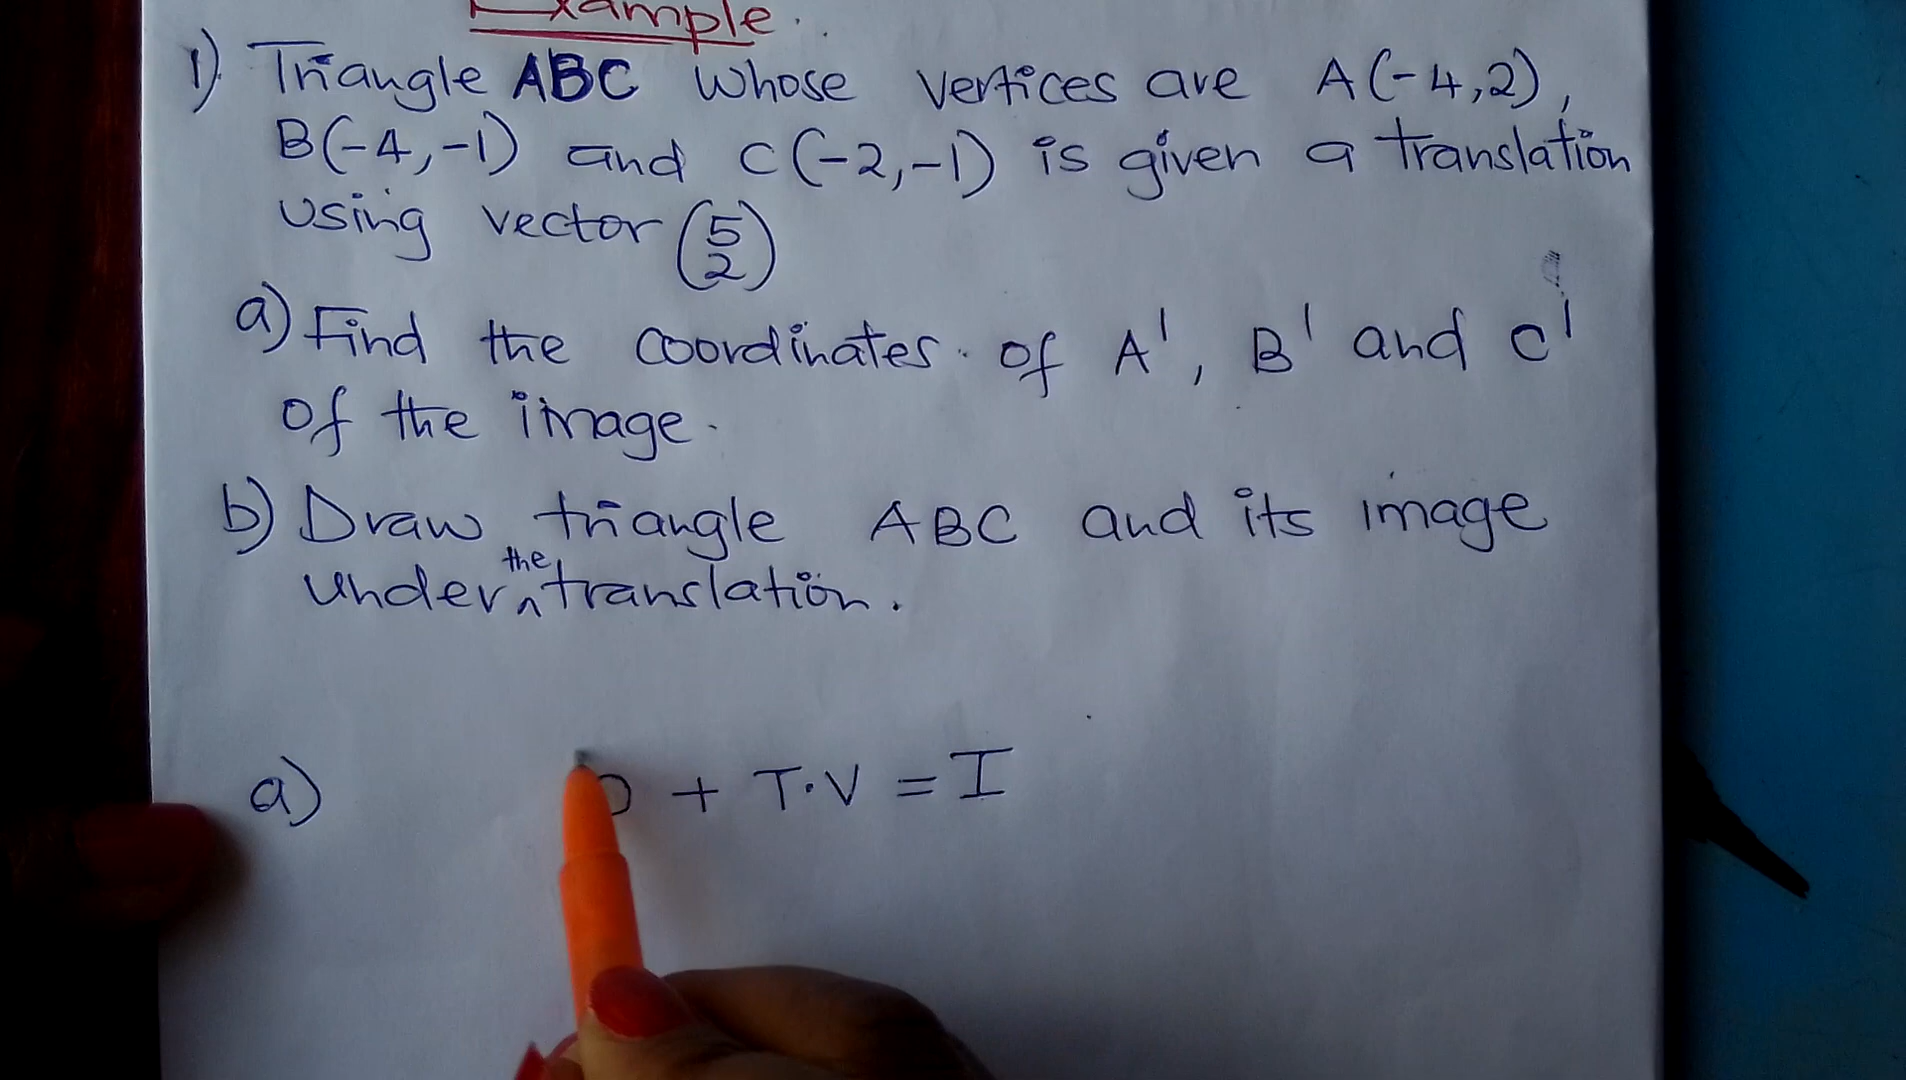 Example.
1) Triangle ABC whose vertices are A(-4,2),
B(-4,-1) and C(-2,-1) is given a translation
using vector (5 2)
a) Find the coordinates of A', B' and C'
of the image.
b) Draw triangle ABC and its image
under the translation.
a) O + T.V = I